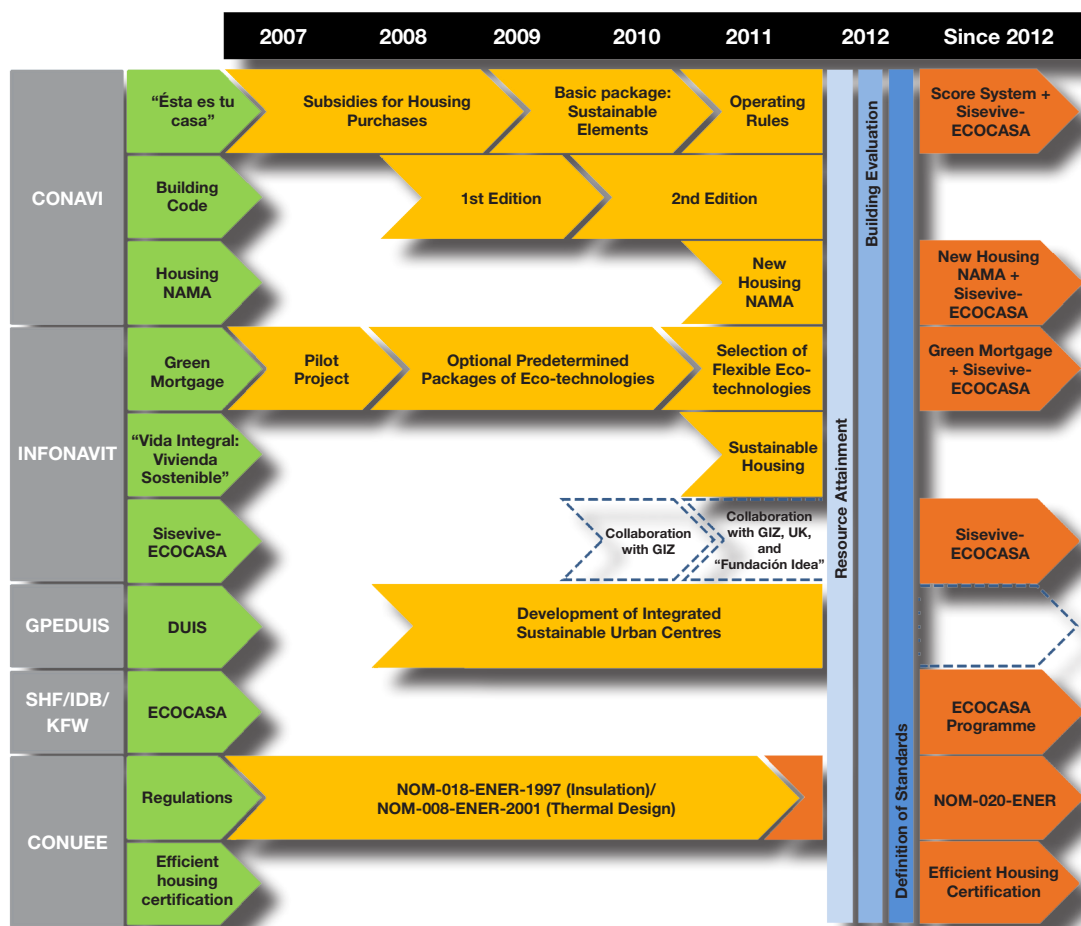 2007 2008 2009 2010 2011 2012 Since 2012
CONAVI
“Ésta es tu
casa”
Subsidies for Housing
Purchases
Basic package:
Sustainable
Elements
Operating
Rules
Score System +
Sisevive-
ECOCASA
Building
Code
1st Edition
2nd Edition
Housing
NAMA
New
Housing
NAMA
New Housing
NAMA +
Sisevive-
ECOCASA
INFONAVIT
Green
Mortgage
Pilot
Project
Optional Predetermined
Packages of Eco-technologies
Selection of
Flexible Eco-
technologies
Green Mortgage
+ Sisevive-
ECOCASA
“Vida Integral:
Vivienda
Sostenible”
Sustainable
Housing
Sisevive-
ECOCASA
Collaboration
with GIZ
Collaboration
with GIZ, UK,
and
“Fundación Idea”
Sisevive-
ECOCASA
GPEDUIS
DUIS
Development of Integrated
Sustainable Urban Centres
SHF/IDB/
KFW
ECOCASA
ECOCASA
Programme
CONUEE
Regulations
NOM-018-ENER-1997 (Insulation)/
NOM-008-ENER-2001 (Thermal Design)
NOM-020-ENER
Efficient
housing
certification
Efficient Housing
Certification
Resource Attainment
Building Evaluation
Definition of Standards